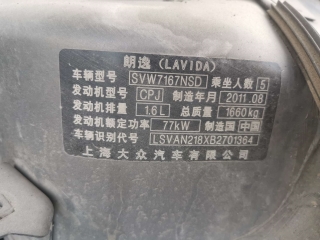 朗逸 (LAVIDA)
车辆型号 SVW7167NSD 乘坐人数 5
发动机型号 CPJ 制造年月 2011.08
发动机排量 1.6L 总质量 1660kg
发动机额定功率 77kW 制造国 中国
车辆识别代号 LSVAN218XB2701364
上海大众汽车有限公司